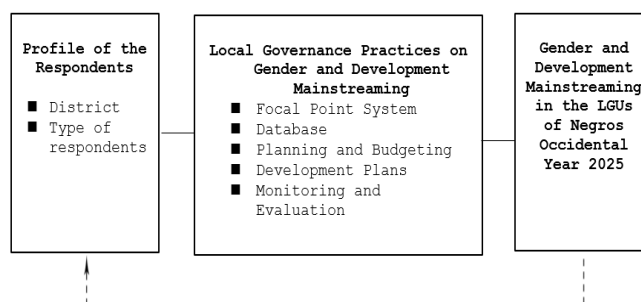 Profile of the
Respondents
■ District
■ Type of
respondents
Local Governance Practices on
Gender and Development
Mainstreaming
■ Focal Point System
■ Database
■ Planning and Budgeting
■ Development Plans
■ Monitoring and
Evaluation
Gender and
Development
Mainstreaming
in the LGUs
of Negros
Occidental
Year 2025